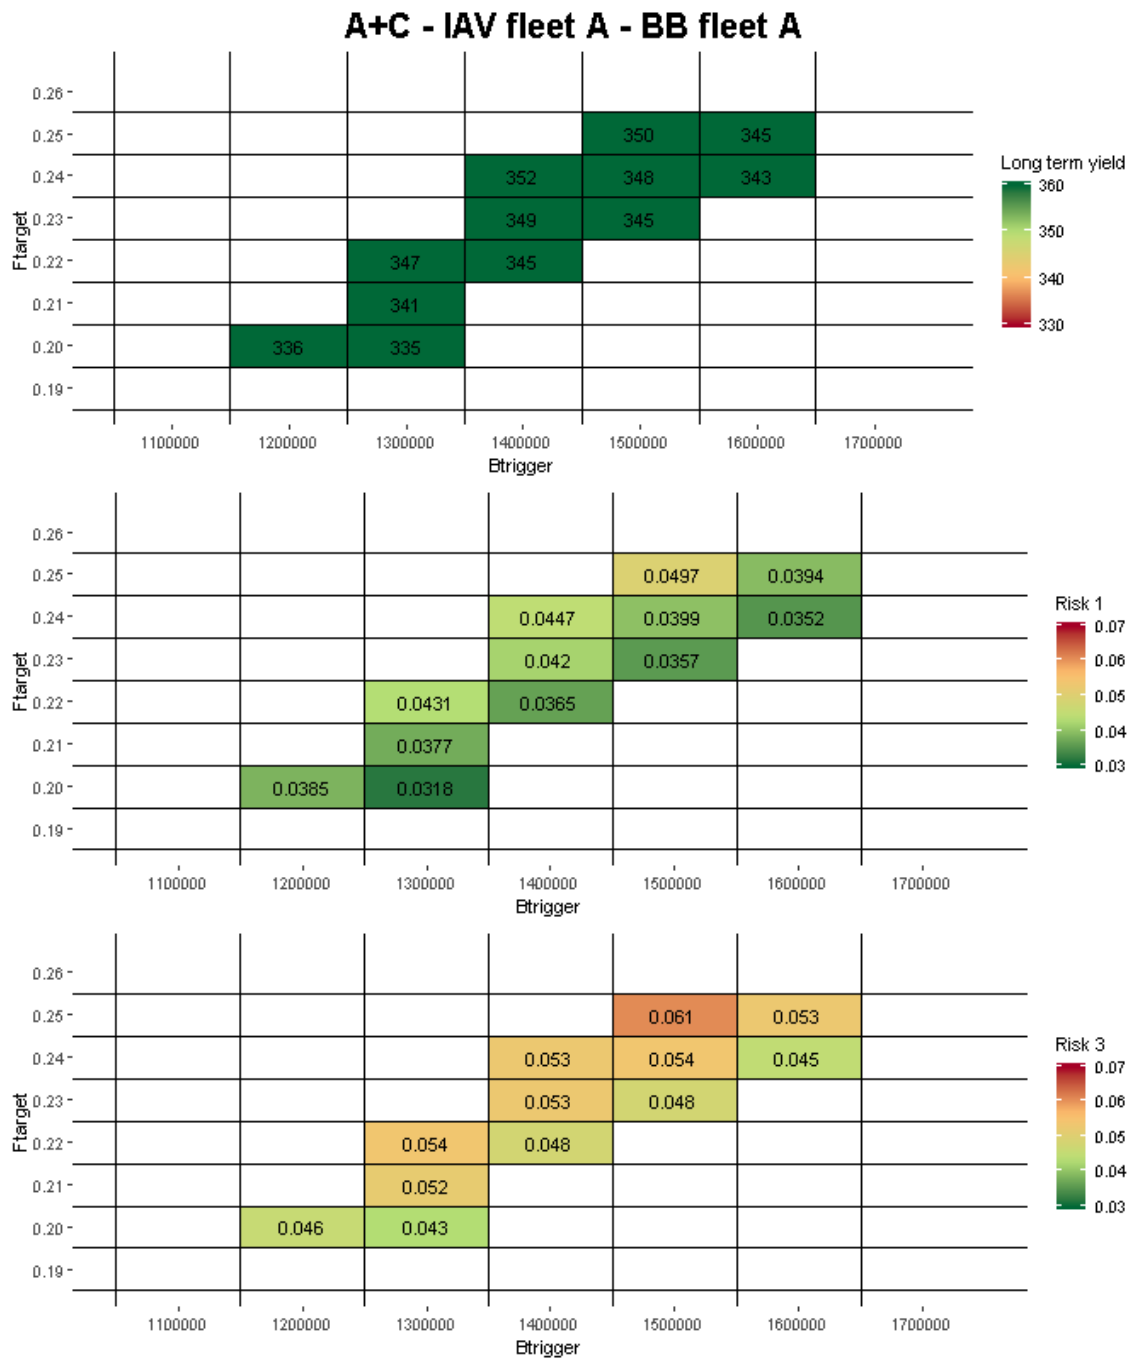 A+C - IAV fleet A - BB fleet A
0.26
0.25 350 345
0.24 352 348 343
0.23 349 345
0.22 347 345
0.21 341
0.20 336 335
0.19
Ftarget
1100000 1200000 1300000 1400000 1500000 1600000 1700000
Btrigger
Long term yield
360
350
340
330
0.26
0.25 0.0497 0.0394
0.24 0.0447 0.0399 0.0352
0.23 0.042 0.0357
0.22 0.0431 0.0365
0.21 0.0377
0.20 0.0385 0.0318
0.19
Ftarget
1100000 1200000 1300000 1400000 1500000 1600000 1700000
Btrigger
Risk 1
0.07
0.06
0.05
0.04
0.03
0.26
0.25 0.061 0.053
0.24 0.053 0.054 0.045
0.23 0.053 0.048
0.22 0.054 0.048
0.21 0.052
0.20 0.046 0.043
0.19
Ftarget
1100000 1200000 1300000 1400000 1500000 1600000 1700000
Btrigger
Risk 3
0.07
0.06
0.05
0.04
0.03